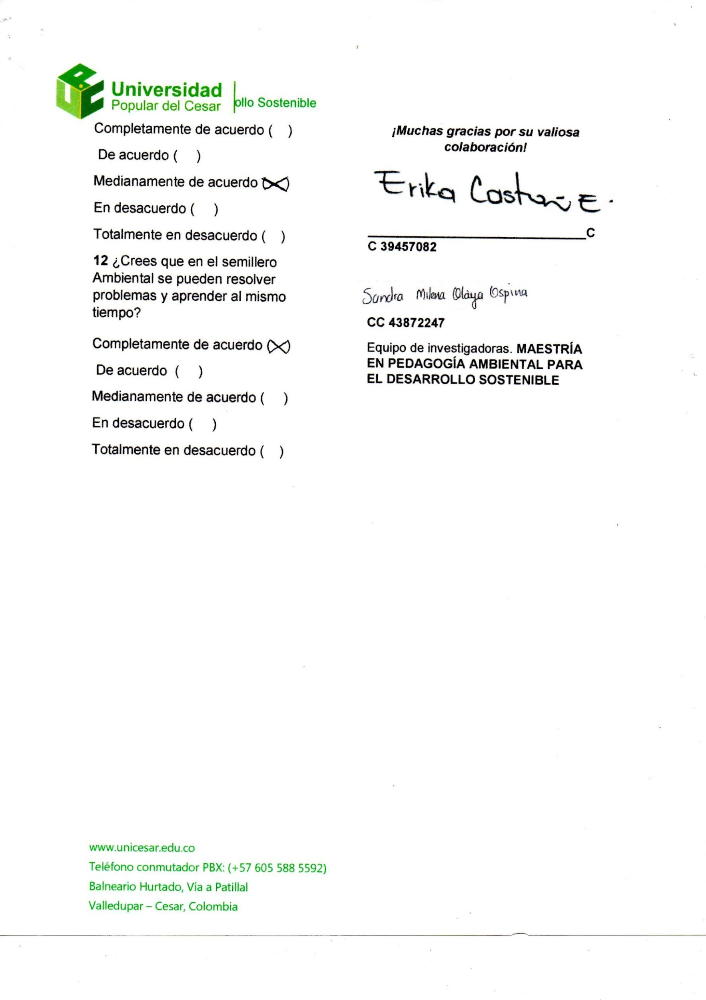 Universidad
Popular del Cesar
ollo Sostenible
Completamente de acuerdo ( )
De acuerdo ( )
Medianamente de acuerdo (X)
En desacuerdo ( )
Totalmente en desacuerdo ( )
12 ¿Crees que en el semillero
Ambiental se pueden resolver
problemas y aprender al mismo
tiempo?
Completamente de acuerdo (X)
De acuerdo ( )
Medianamente de acuerdo ( )
En desacuerdo ( )
Totalmente en desacuerdo ( )
¡Muchas gracias por su valiosa
colaboración!
Erika Castaño E.
C
C 39457082
Sandra Milena Olaya Ospina
CC 43872247
Equipo de investigadoras. MAESTRÍA
EN PEDAGOGÍA AMBIENTAL PARA
EL DESARROLLO SOSTENIBLE
www.unicesar.edu.co
Teléfono conmutador PBX: (+57 605 588 5592)
Balneario Hurtado, Vía a Patillal
Valledupar – Cesar, Colombia